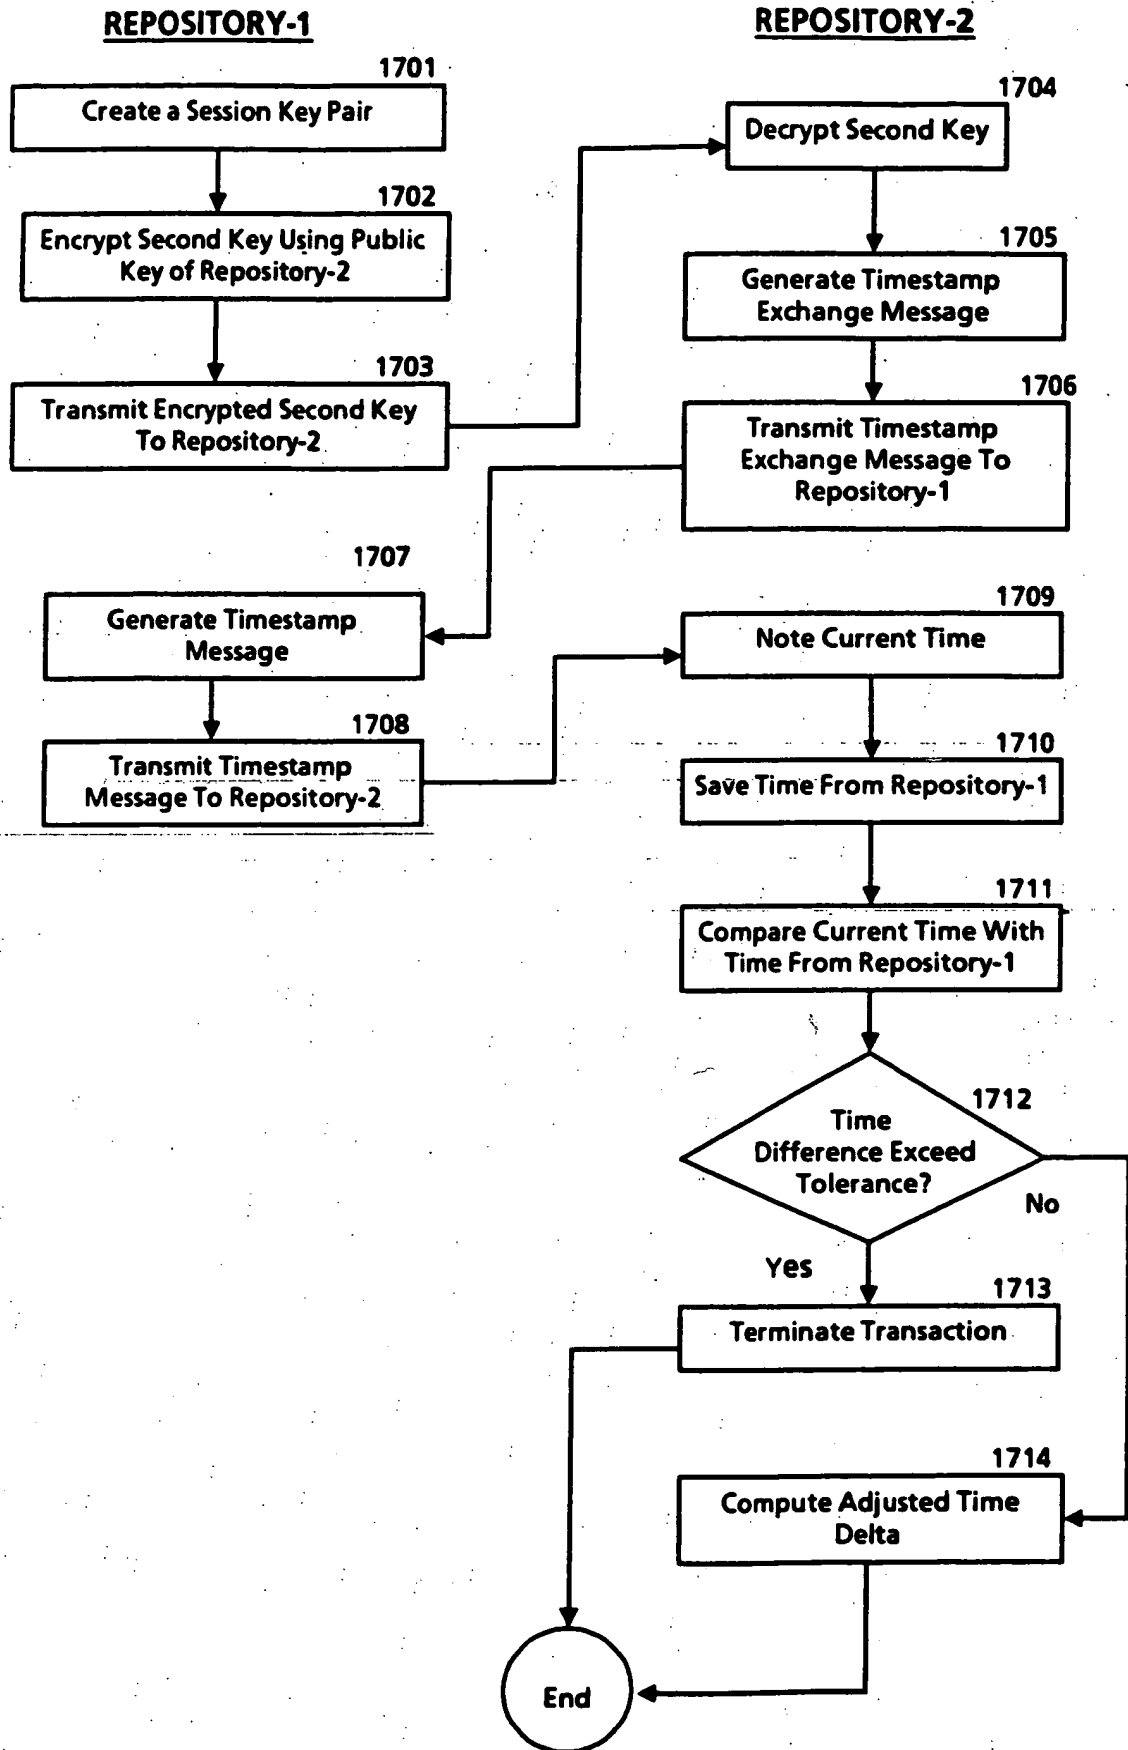 REPOSITORY-1
1701
Create a Session Key Pair
1702
Encrypt Second Key Using Public
Key of Repository-2
1703
Transmit Encrypted Second Key
To Repository-2
REPOSITORY-2
1704
Decrypt Second Key
1705
Generate Timestamp
Exchange Message
1706
Transmit Timestamp
Exchange Message To
Repository-1
1707
Generate Timestamp
Message
1708
Transmit Timestamp
Message To Repository-2
1709
Note Current Time
1710
Save Time From Repository-1
1711
Compare Current Time With
Time From Repository-1
1712
Time
Difference Exceed
Tolerance?
No
Yes
1713
Terminate Transaction
1714
Compute Adjusted Time
Delta
End